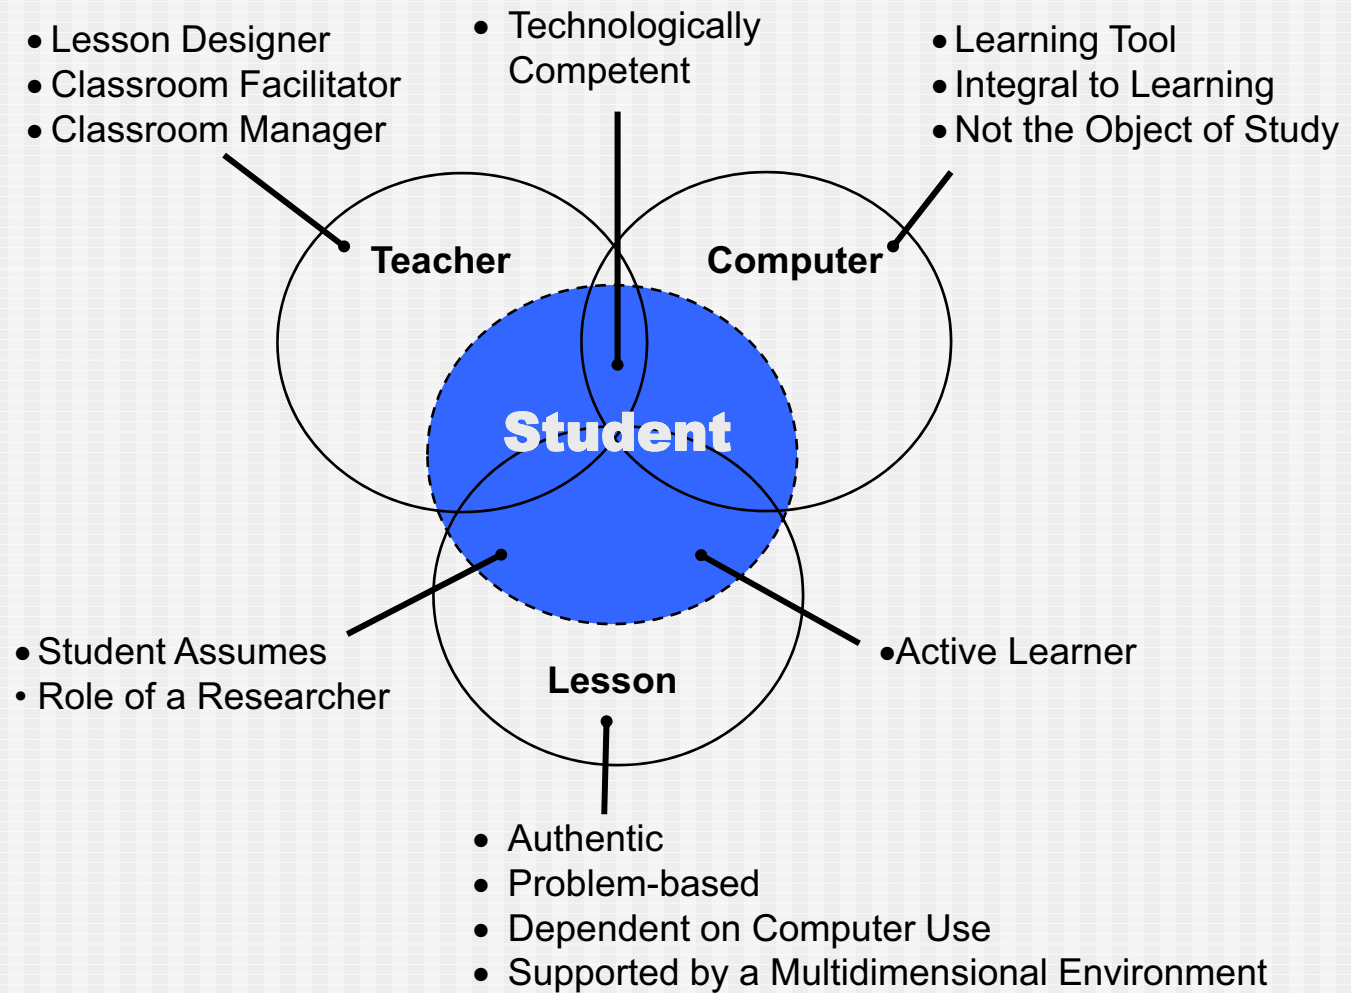 • Lesson Designer
• Classroom Facilitator
• Classroom Manager
• Technologically
Competent
• Learning Tool
• Integral to Learning
• Not the Object of Study
Teacher
Computer
Student
• Student Assumes
• Role of a Researcher
•Active Learner
Lesson
• Authentic
• Problem-based
• Dependent on Computer Use
• Supported by a Multidimensional Environment